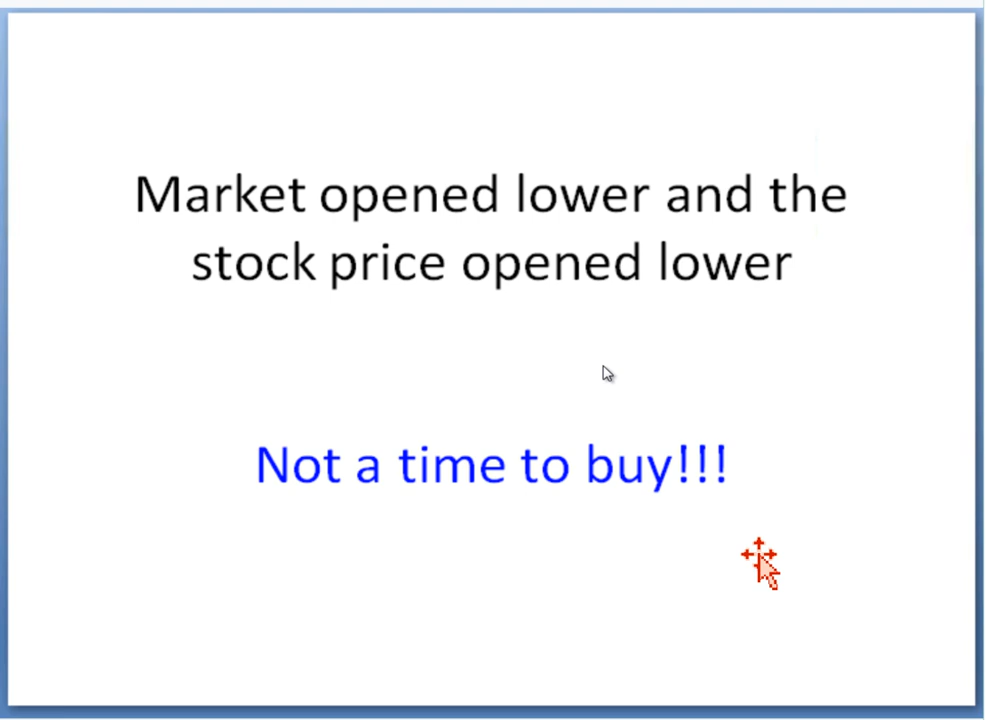 Market opened lower and the
stock price opened lower
Not a time to buy!!!